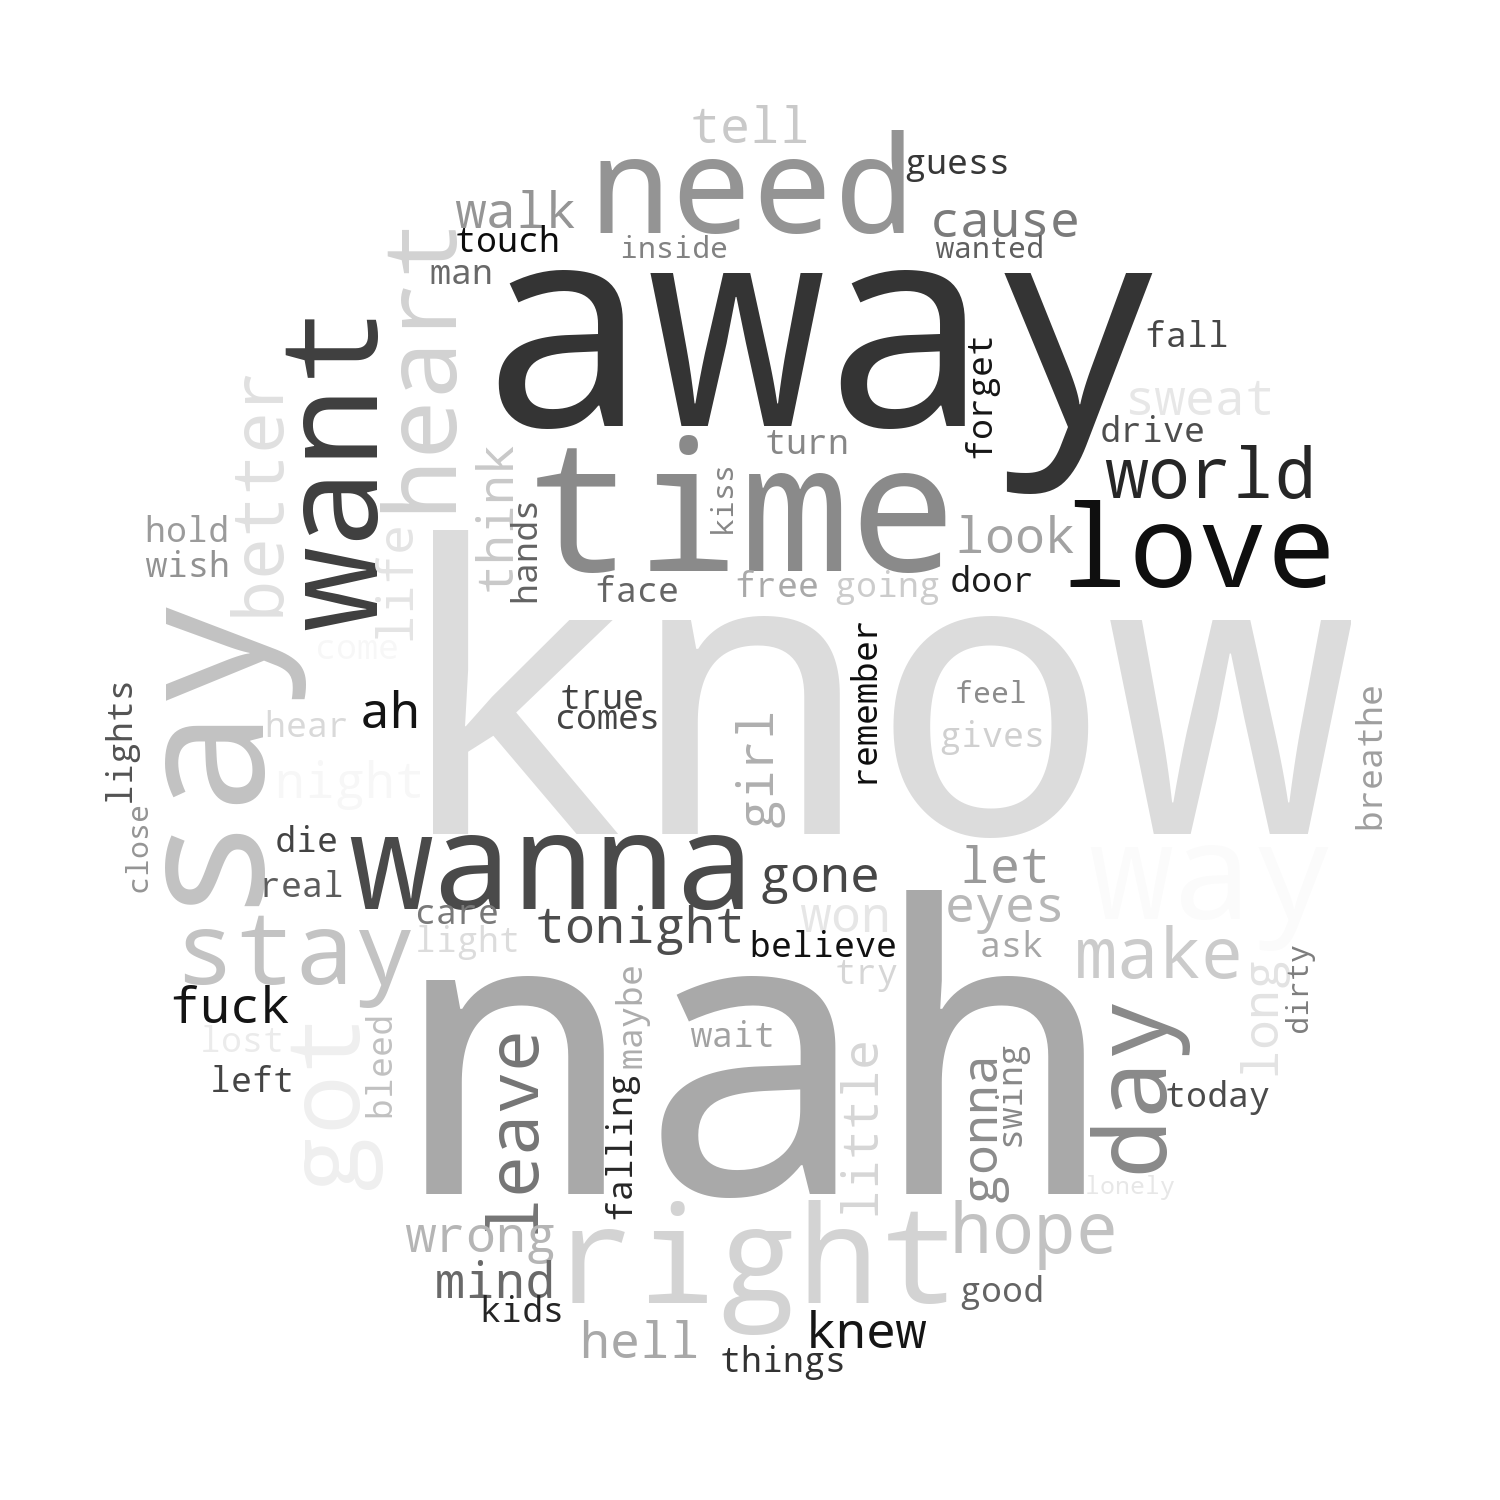 tell
need
guess
walk
cause
touch
inside
wanted
man
heart
away
fall
want
forget
better
sweat
drive
turn
time
world
think
kiss
love
hold
hands
look
wish
life
face
free
going
door
say
know
come
remember
lights
true
feel
ah
comes
hear
girl
gives
breathe
night
close
die
wanna
gone
let
way
real
care
eyes
stay
tonight
won
light
believe
ask
make
try
long
dirty
fuck
nah
maybe
lost
got
bleed
leave
wait
little
day
left
falling
gonna
swing
today
lonely
wrong
right
hope
mind
kids
good
hell
knew
things